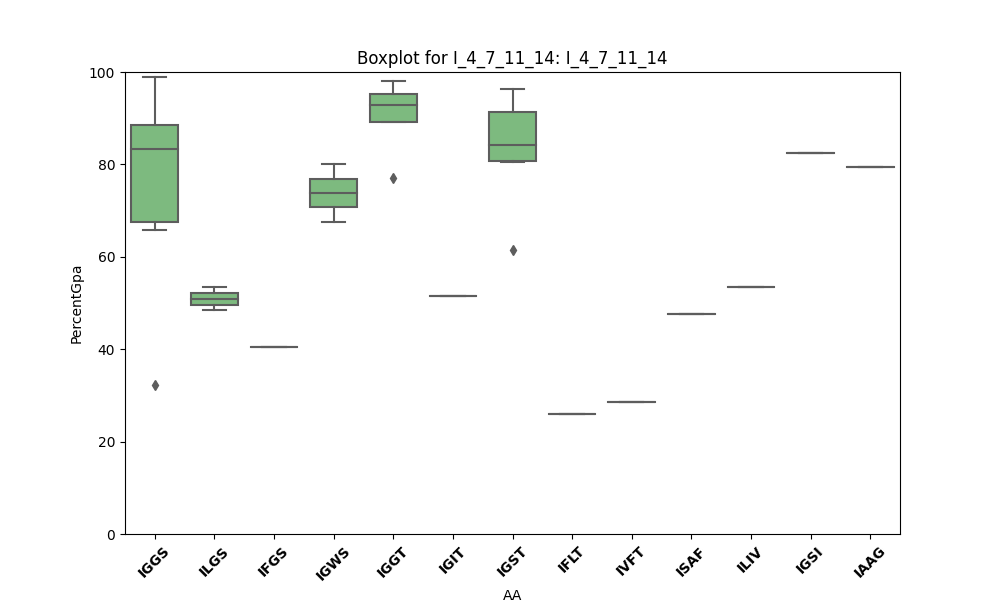 Boxplot for I_4_7_11_14: I_4_7_11_14
100
80
60
40
20
0
PercentGpa
IGGS ILGS IFGS IGWS IGGT IGIT IGST IFLT IVFT ISAF ILIV IGSI IAAG
AA